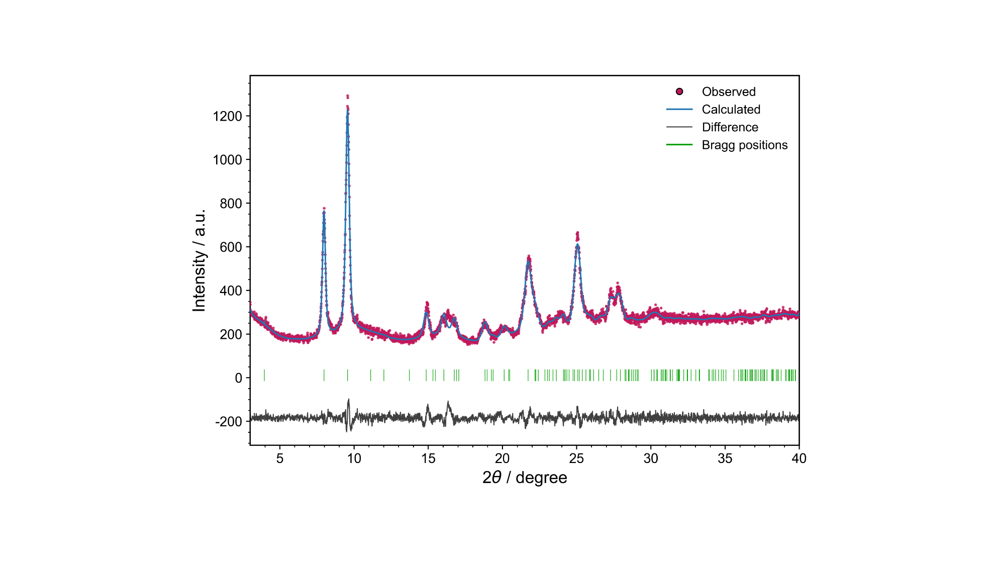 Observed
Calculated
Difference
Bragg positions
1200
1000
800
600
400
200
0
-200
Intensity / a.u.
5 10 15 20 25 30 35 40
2θ / degree